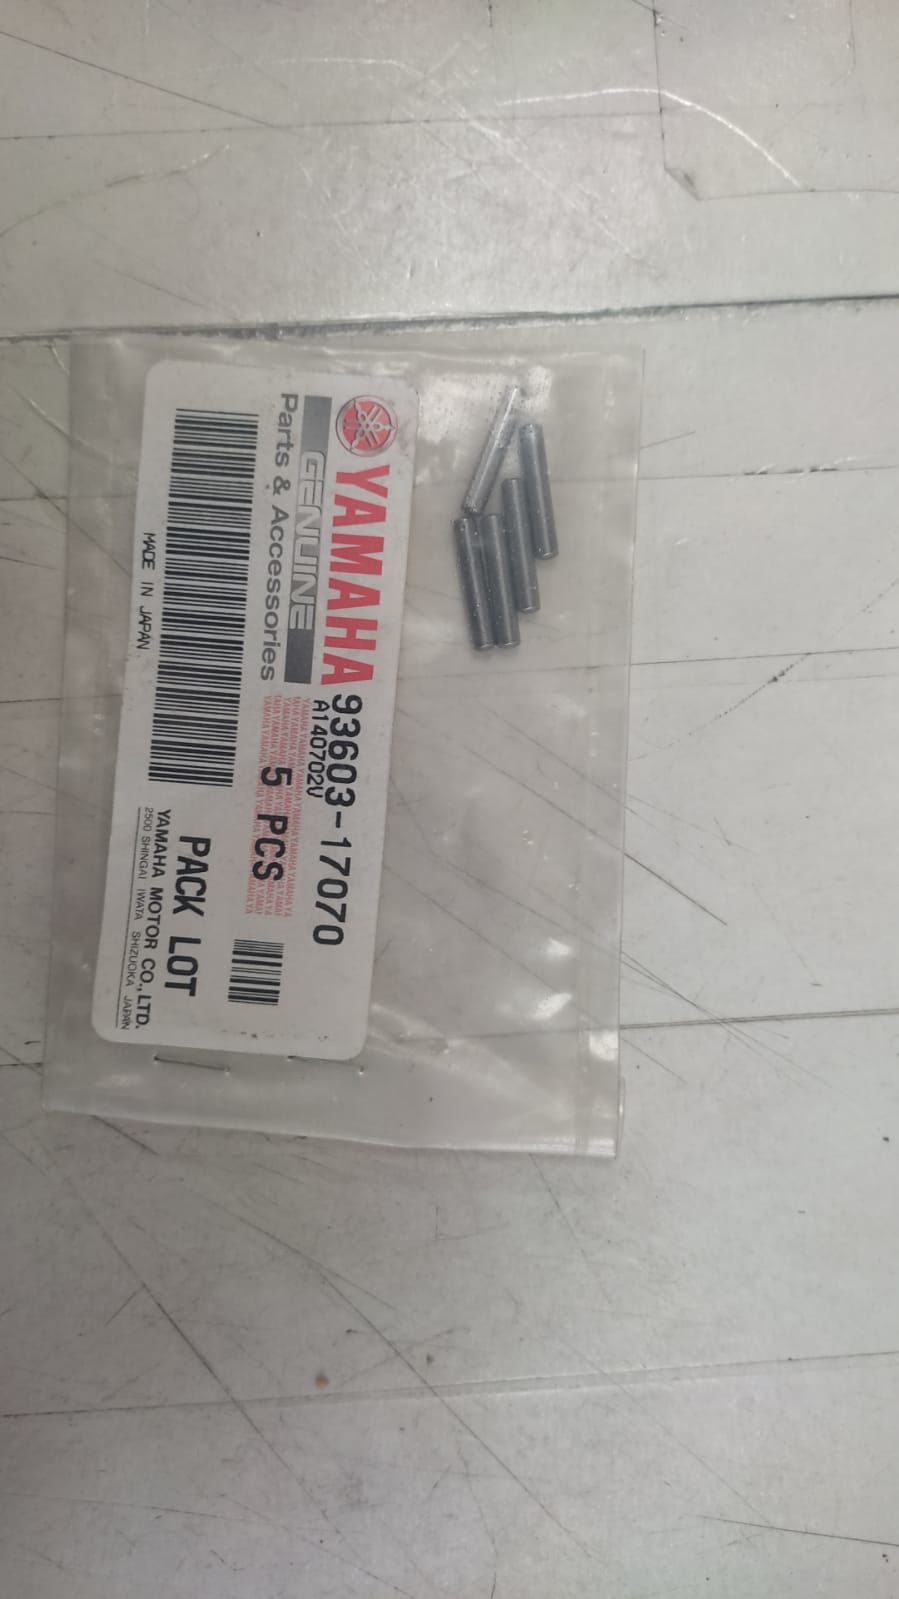 YAMAHA
GENUINE
Parts & Accessories
93603-17070
A140702V
5 PCS
PACK LOT
MADE IN JAPAN
YAMAHA MOTOR CO., LTD.
2500 SHINGAI IWATA SHIZUOKA JAPAN